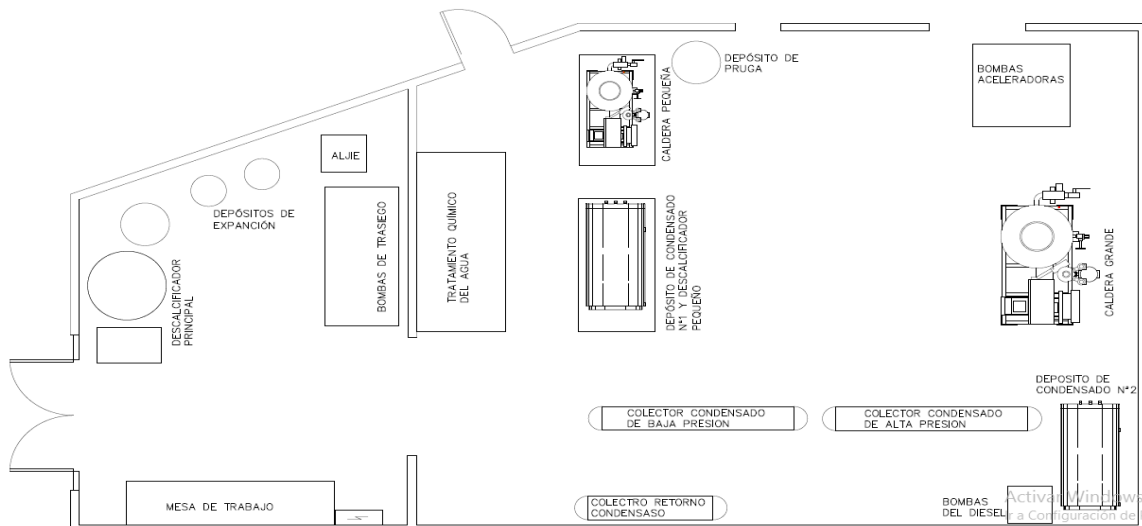 DEPÓSITO DE
PRUGA
BOMBAS
ACELERADORAS
CALDERA PEQUEÑA
ALJIE
DEPÓSITOS DE
EXPANCIÓN
BOMBAS DE TRASIEGO
TRATAMIENTO QUÍMICO
DEL AGUA
DEPÓSITO DE CONDENSADO
Nº1 Y DESCALCIFICADOR
PEQUEÑO
CALDERA GRANDE
DESCALCIFICADOR
PRINCIPAL
DEPOSITO DE
CONDENSADO Nº2
COLECTOR CONDENSADO
DE BAJA PRESION
COLECTOR CONDENSADO
DE ALTA PRESION
MESA DE TRABAJO
COLECTRO RETORNO
CONDENSASO
BOMBAS
DEL DIESEL
Activar Windows
r a Configuración de